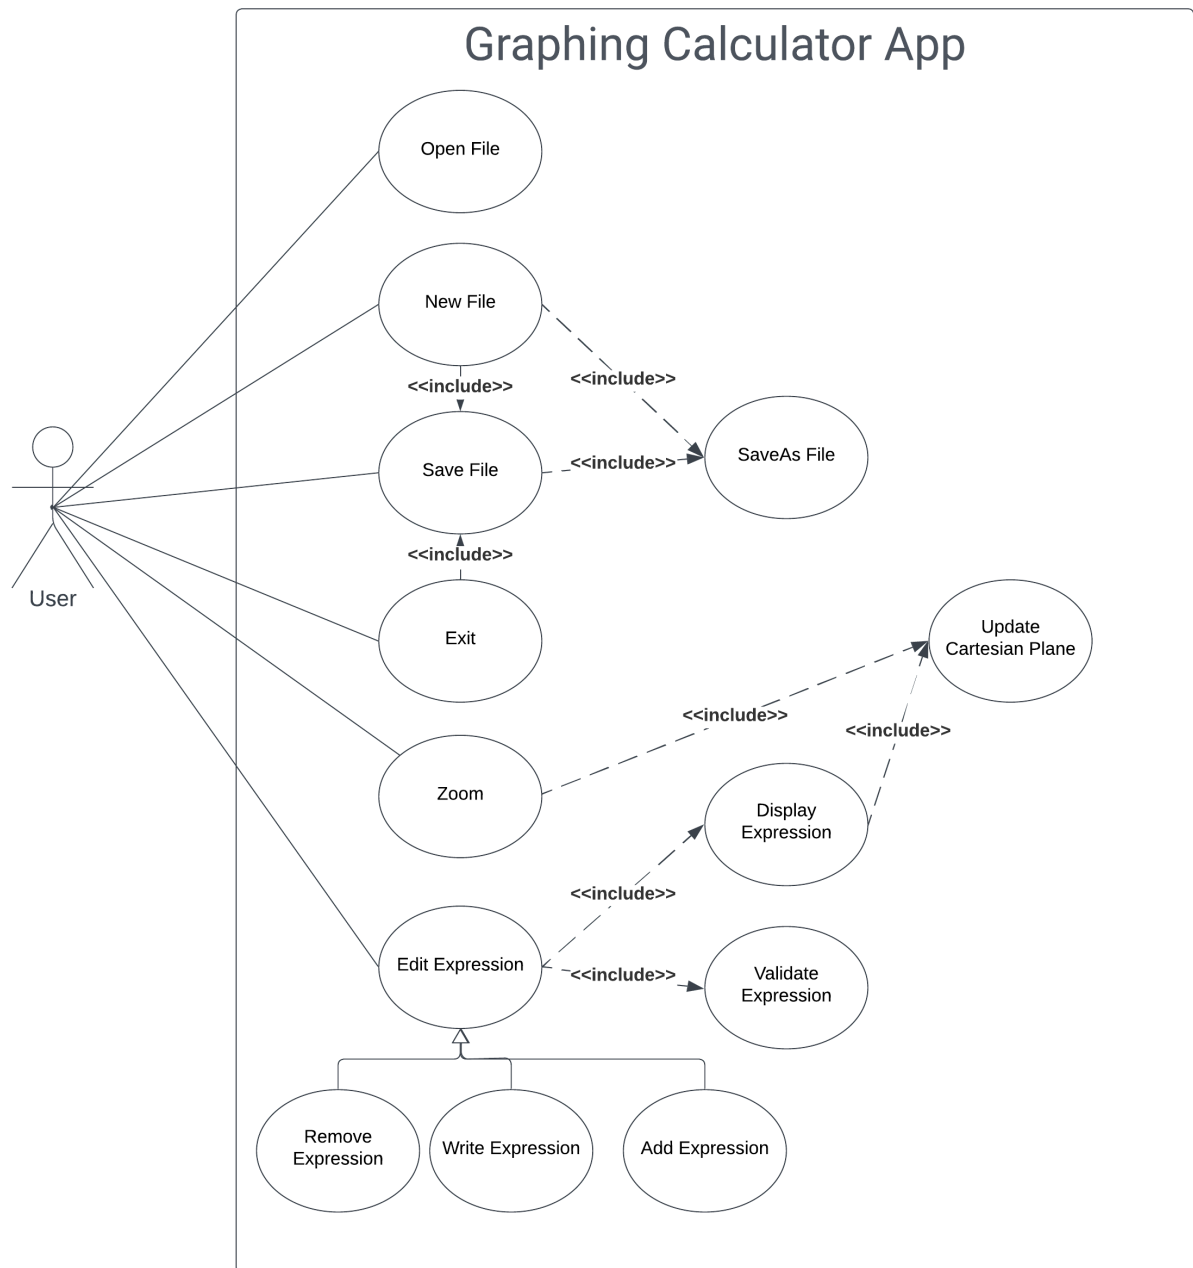 Graphing Calculator App
Open File
New File
<<include>>
<<include>>
Save File
<<include>>
SaveAs File
<<include>>
User
Exit
Update
Cartesian Plane
<<include>>
<<include>>
Zoom
Display
Expression
<<include>>
Edit Expression
<<include>>
Validate
Expression
Remove
Expression
Write Expression
Add Expression